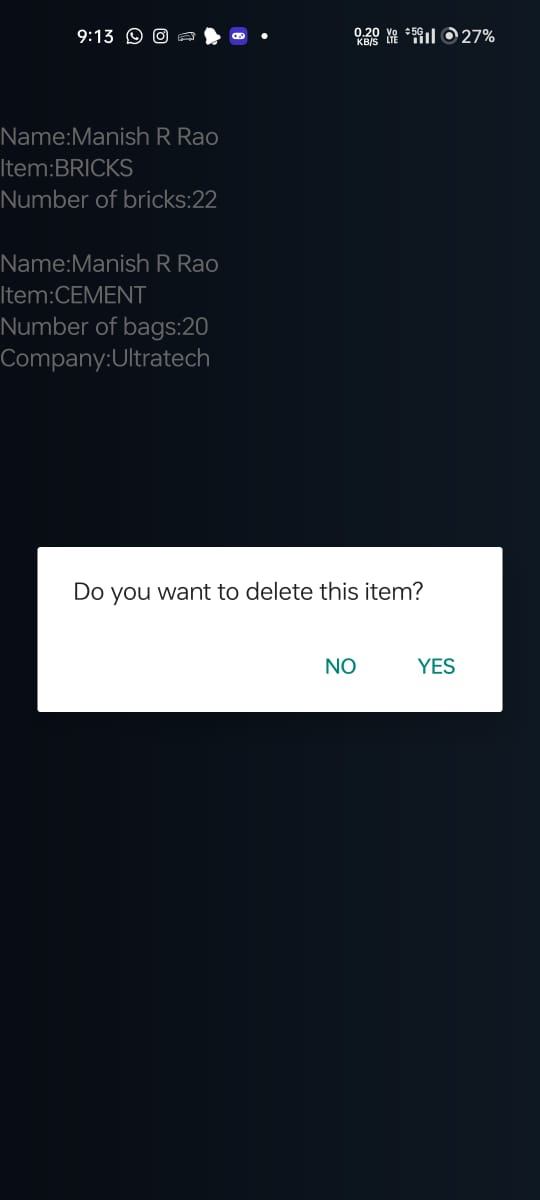 9:13
0.20 KB/S Vo LTE 5G 27%
Name:Manish R Rao
Item:BRICKS
Number of bricks:22
Name:Manish R Rao
Item:CEMENT
Number of bags:20
Company:Ultratech
Do you want to delete this item?
NO YES